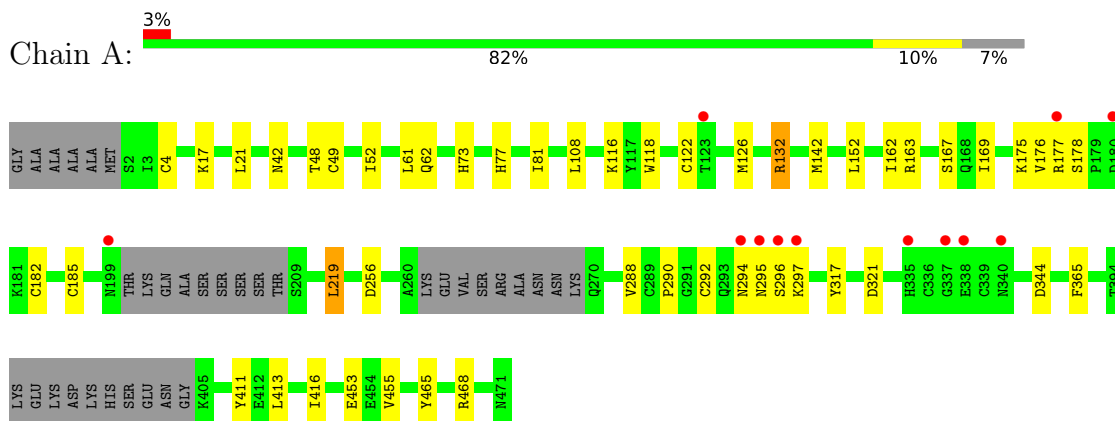 3%
Chain A:
82% 10% 7%
GLY ALA ALA ALA ALA MET S2 I3 C4 K17 L21 N42 T48 C49 I52 L61 Q62 H73 H77 I81 L108 K116 Y117 W118 C122 T123 M126 R132 M142 L152 I162 R163 S167 Q168 I169 K175 V176 R177 S178 P179
K181 C182 C185 N199 THR LYS GLN ALA SER SER SER SER THR S209 L219 D256 A260 LYS GLU VAL SER ARG ALA ASN ASN LYS Q270 V288 C289 P290 G291 C292 Q293 N294 N295 S296 K297 Y317 D321 H335 C336 G337 E338 C339 N340 D344 F365 T394
LYS GLU LYS ASP LYS HIS SER GLU ASN GLY K405 Y411 E412 L413 I416 E453 E454 V455 Y465 R468 N471